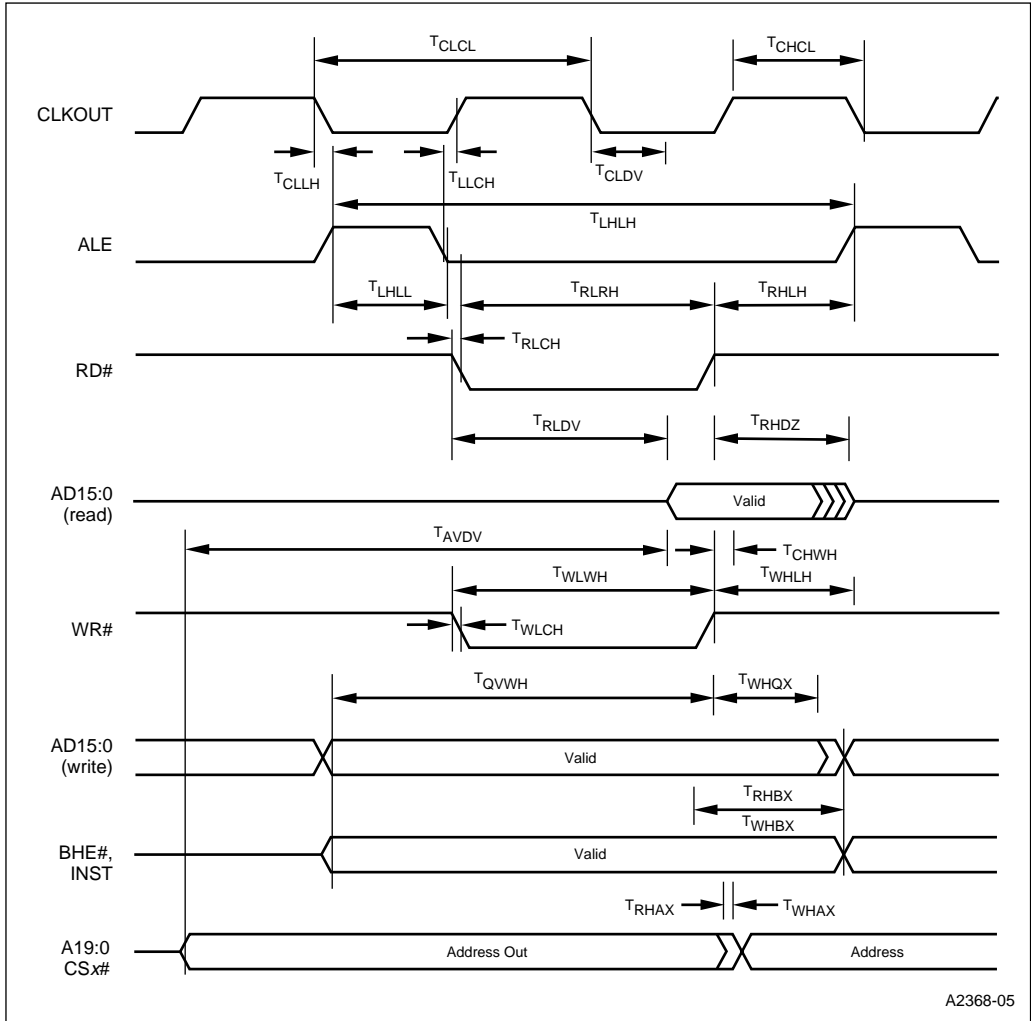 TCLCL
TCHCL
CLKOUT
TCLLH
TLLCH
TCLDV
TLHLH
ALE
TLHLL
TRLRH
TRHLH
TRLCH
RD#
TRLDV
TRHDZ
AD15:0
(read)
Valid
TAVDV
TCHWH
TWLWH
TWHLH
WR#
TWLCH
TQVWH
TWHQX
AD15:0
(write)
Valid
TRHBX
TWHBX
BHE#,
INST
Valid
TRHAX
TWHAX
A19:0
CSx#
Address Out
Address
A2368-05